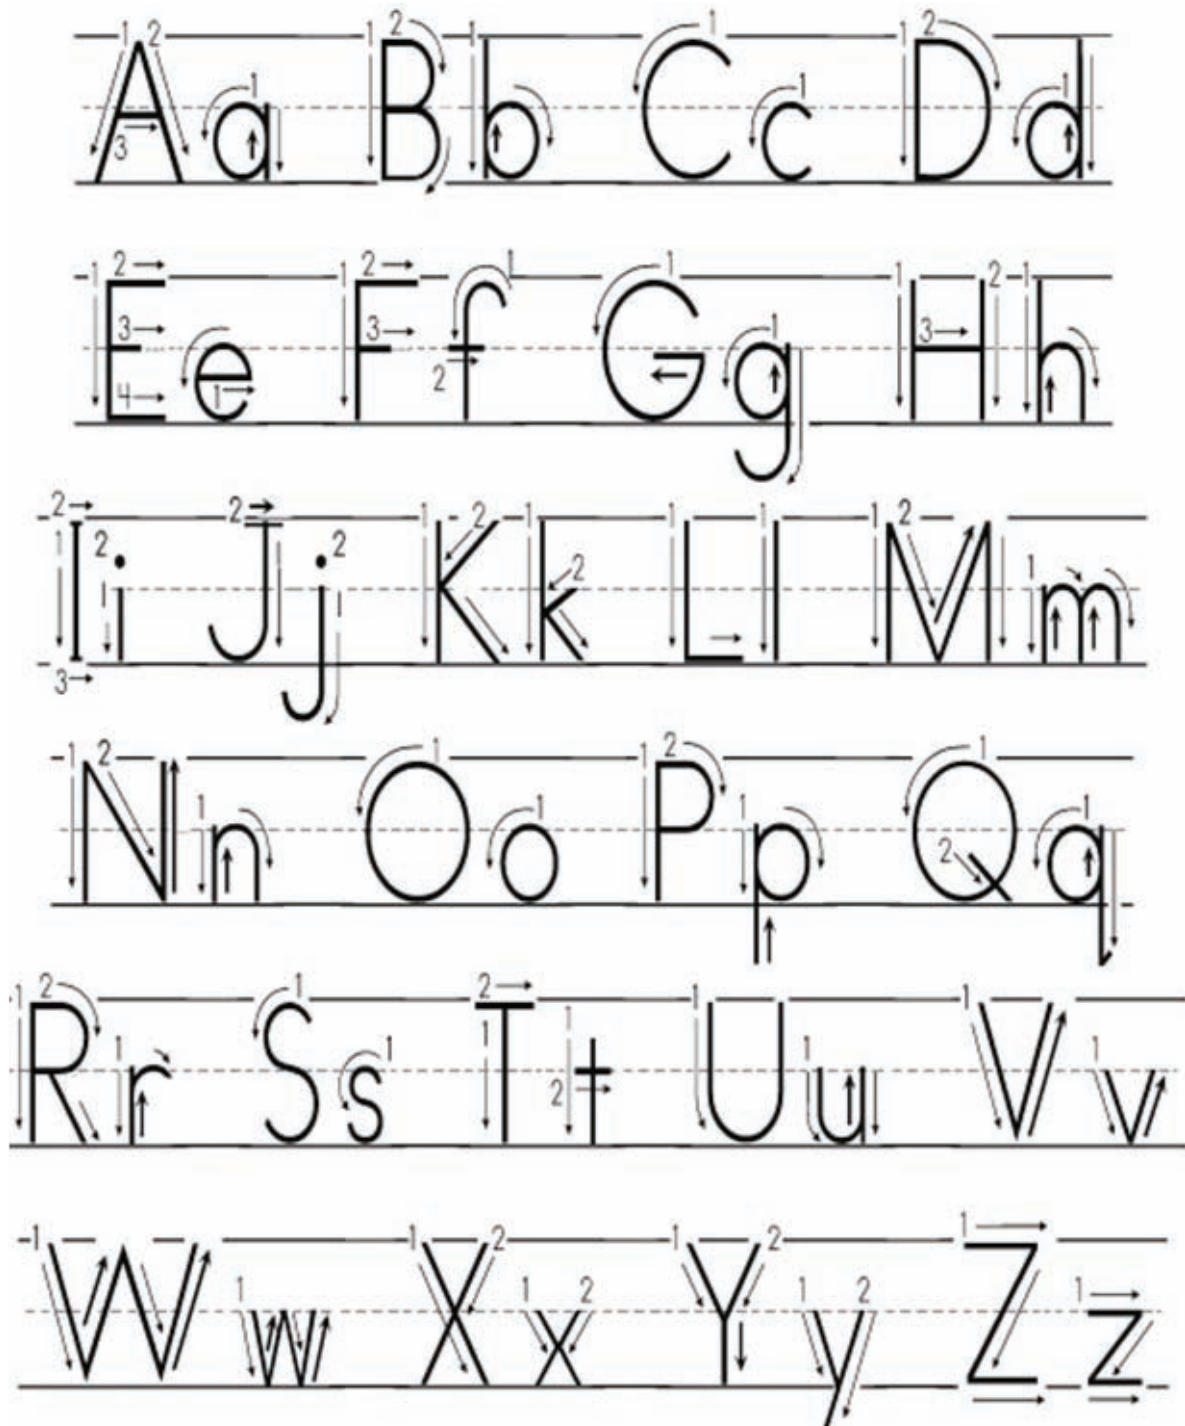 Aa Bb Cc Dd
Ee Ff Gg Hh
Ii Jj Kk Ll Mm
Nn Oo Pp Qq
Rr Ss Tt Uu Vv
Ww Xx Yy Zz